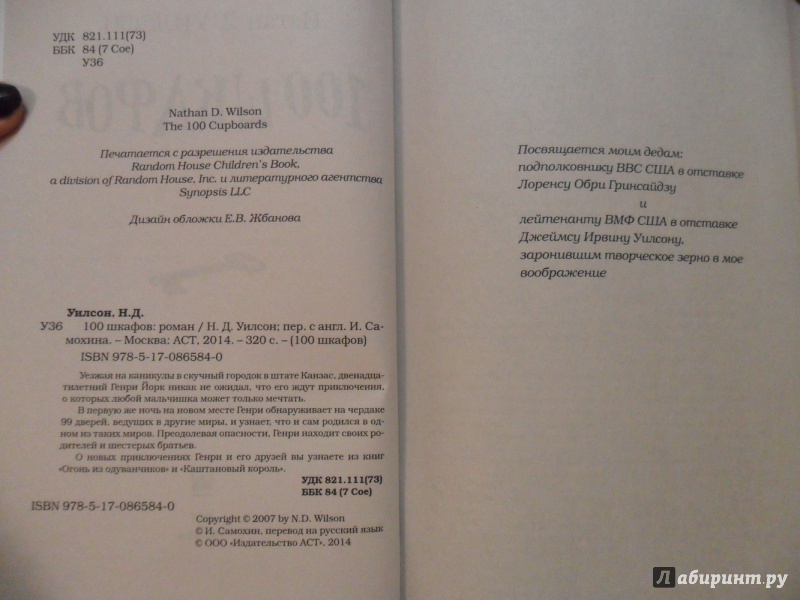 УДК 821.111(73)
ББК 84 (7 Сое)
У36
Nathan D. Wilson
The 100 Cupboards
Печатается с разрешения издательства
Random House Children's Book,
a division of Random House, Inc. и литературного агентства
Synopsis LLC
Дизайн обложки Е.В. Жбанова
Уилсон, Н.Д.
У36 100 шкафов: роман / Н. Д. Уилсон; пер. с англ. И. Са-
мохина. – Москва: АСТ, 2014. – 320 с. – (100 шкафов)
ISBN 978-5-17-086584-0
Уезжая на каникулы в скучный городок в штате Канзас, двенадца-
тилетний Генри Йорк никак не ожидал, что его ждут приключения,
о которых любой мальчишка может только мечтать.
В первую же ночь на новом месте Генри обнаруживает на чердаке
99 дверей, ведущих в другие миры, и узнает, что и сам родился в од-
ном из таких миров. Преодолевая опасности, Генри находит своих ро-
дителей и шестерых братьев.
О новых приключениях Генри и его друзей вы узнаете из книг
«Огонь из одуванчиков» и «Каштановый король».
УДК 821.111(73)
ББК 84 (7 Сое)
ISBN 978-5-17-086584-0
Copyright © 2007 by N.D. Wilson
© И. Самохин, перевод на русский язык
© ООО «Издательство АСТ», 2014
Посвящается моим дедам:
подполковнику ВВС США в отставке
Лоренсу Обри Гринсайдзу
и
лейтенанту ВМФ США в отставке
Джеймсу Ирвину Уилсону,
заронившим творческое зерно в мое
воображение
Лабиринт.ру